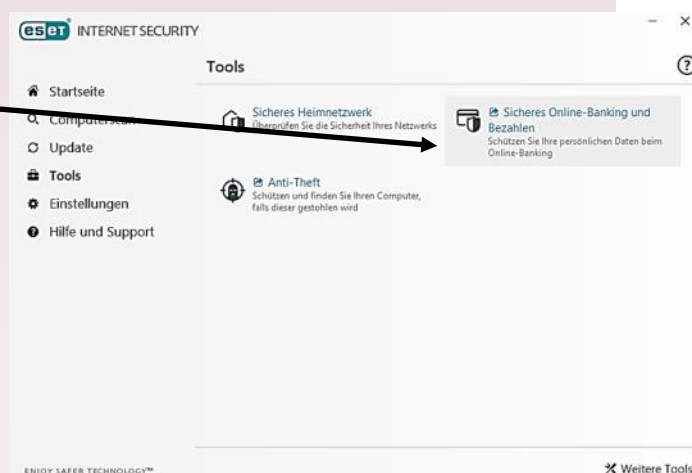 eset INTERNET SECURITY
Tools
Startseite
Computerscan
Update
Tools
Einstellungen
Hilfe und Support
Sicheres Heimnetzwerk
Überprüfen Sie die Sicherheit Ihres Netzwerks
Sicheres Online-Banking und
Bezahlen
Schützen Sie Ihre persönlichen Daten beim
Online-Banking
Anti-Theft
Schützen und finden Sie Ihren Computer,
falls dieser gestohlen wird
Weitere Tools
ENJOY SAFER TECHNOLOGY™